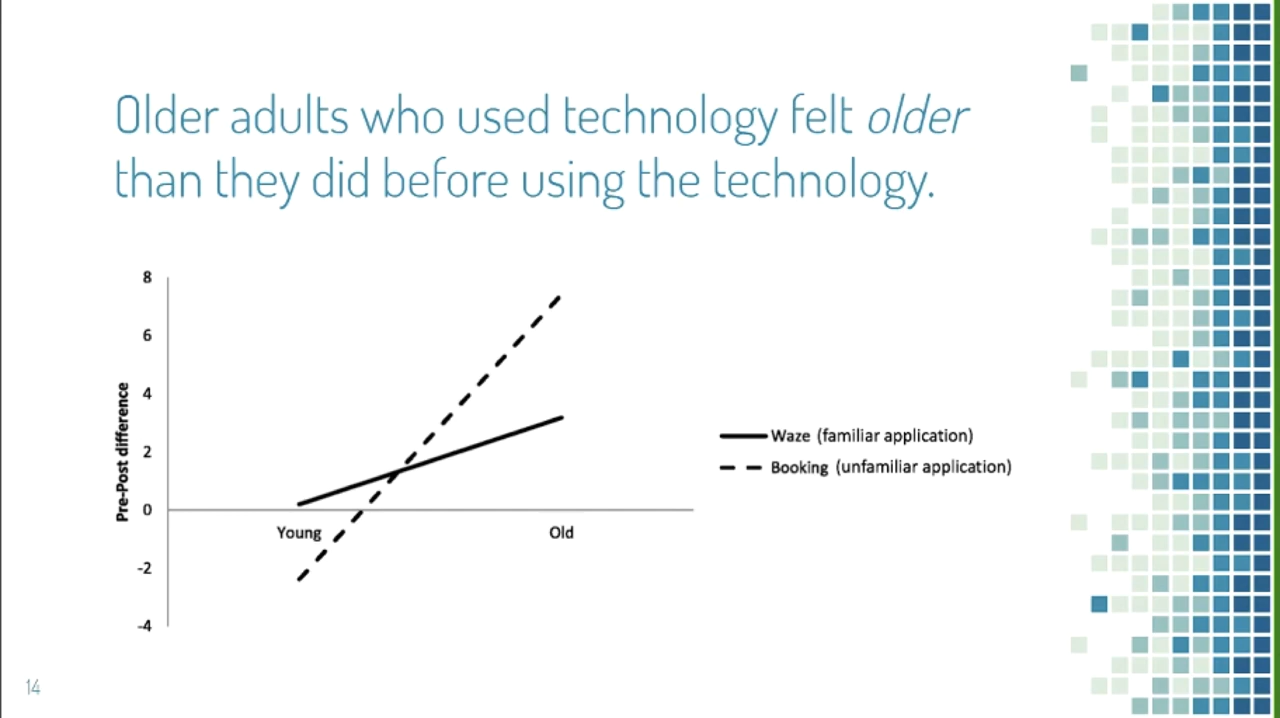 Older adults who used technology felt older
than they did before using the technology.
8
6
4
2
0
-2
-4
Pre-Post difference
Young
Old
Waze (familiar application)
Booking (unfamiliar application)
14